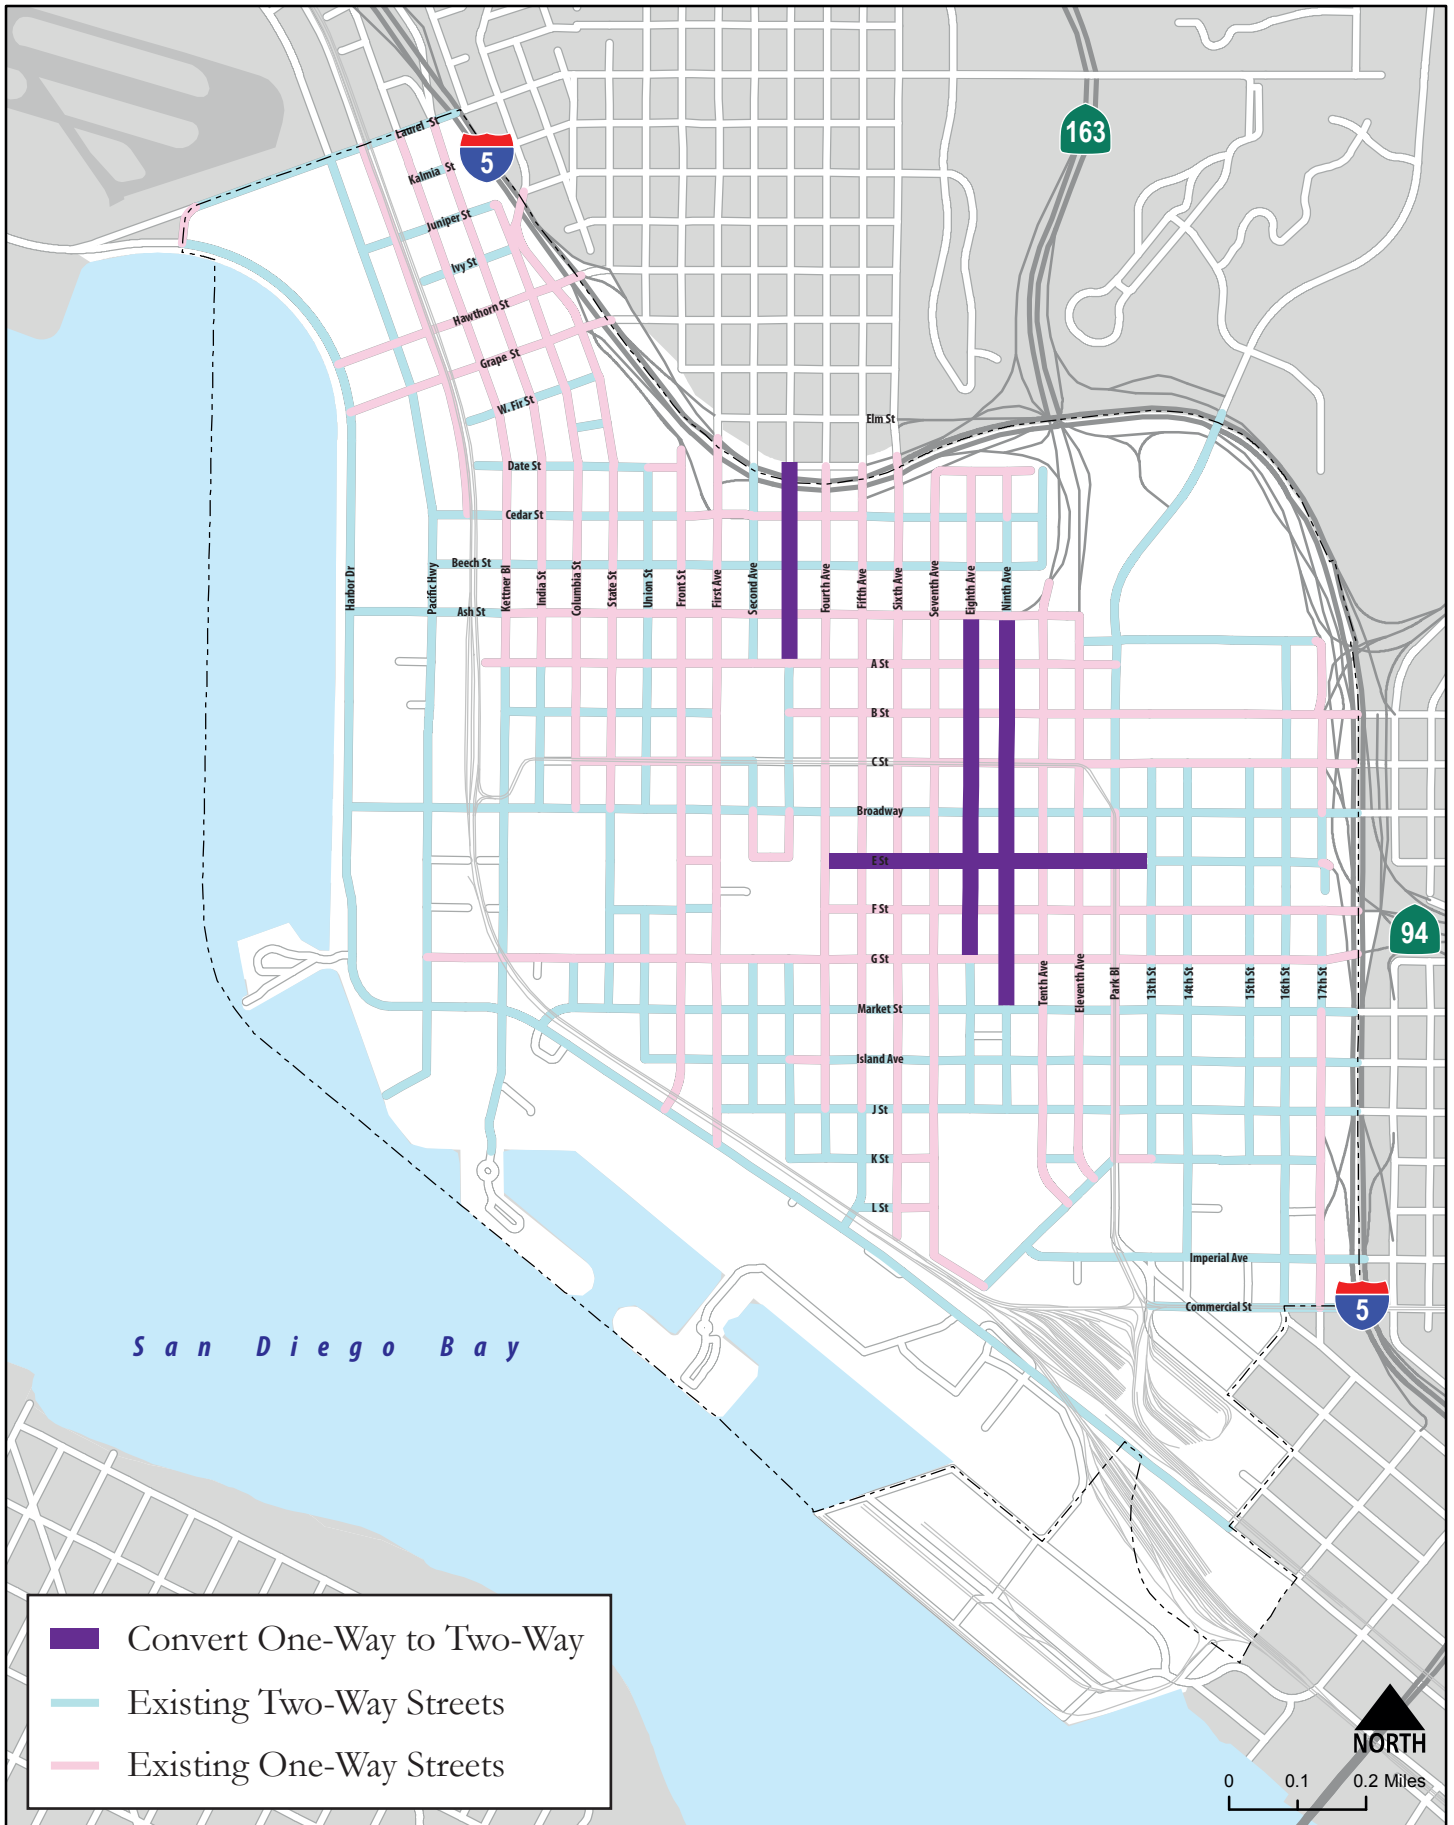 163
Laurel St
5
Kalmia St
Juniper St
Ivy St
Hawthorn St
Grape St
W. Fir St
Elm St
Date St
Cedar St
Beech St
Harbor Dr
Pacific Hwy
Kettner Bl
India St
Columbia St
State St
Union St
Front St
First Ave
Second Ave
Fourth Ave
Fifth Ave
Sixth Ave
Seventh Ave
Eighth Ave
Ninth Ave
Ash St
A St
B St
C St
Broadway
E St
F St
94
G St
Tenth Ave
Eleventh Ave
Park Bl
13th St
14th St
15th St
16th St
17th St
Market St
Island Ave
J St
K St
L St
Imperial Ave
Commercial St
5
San Diego Bay
Convert One-Way to Two-Way
Existing Two-Way Streets
Existing One-Way Streets
NORTH
0 0.1 0.2 Miles